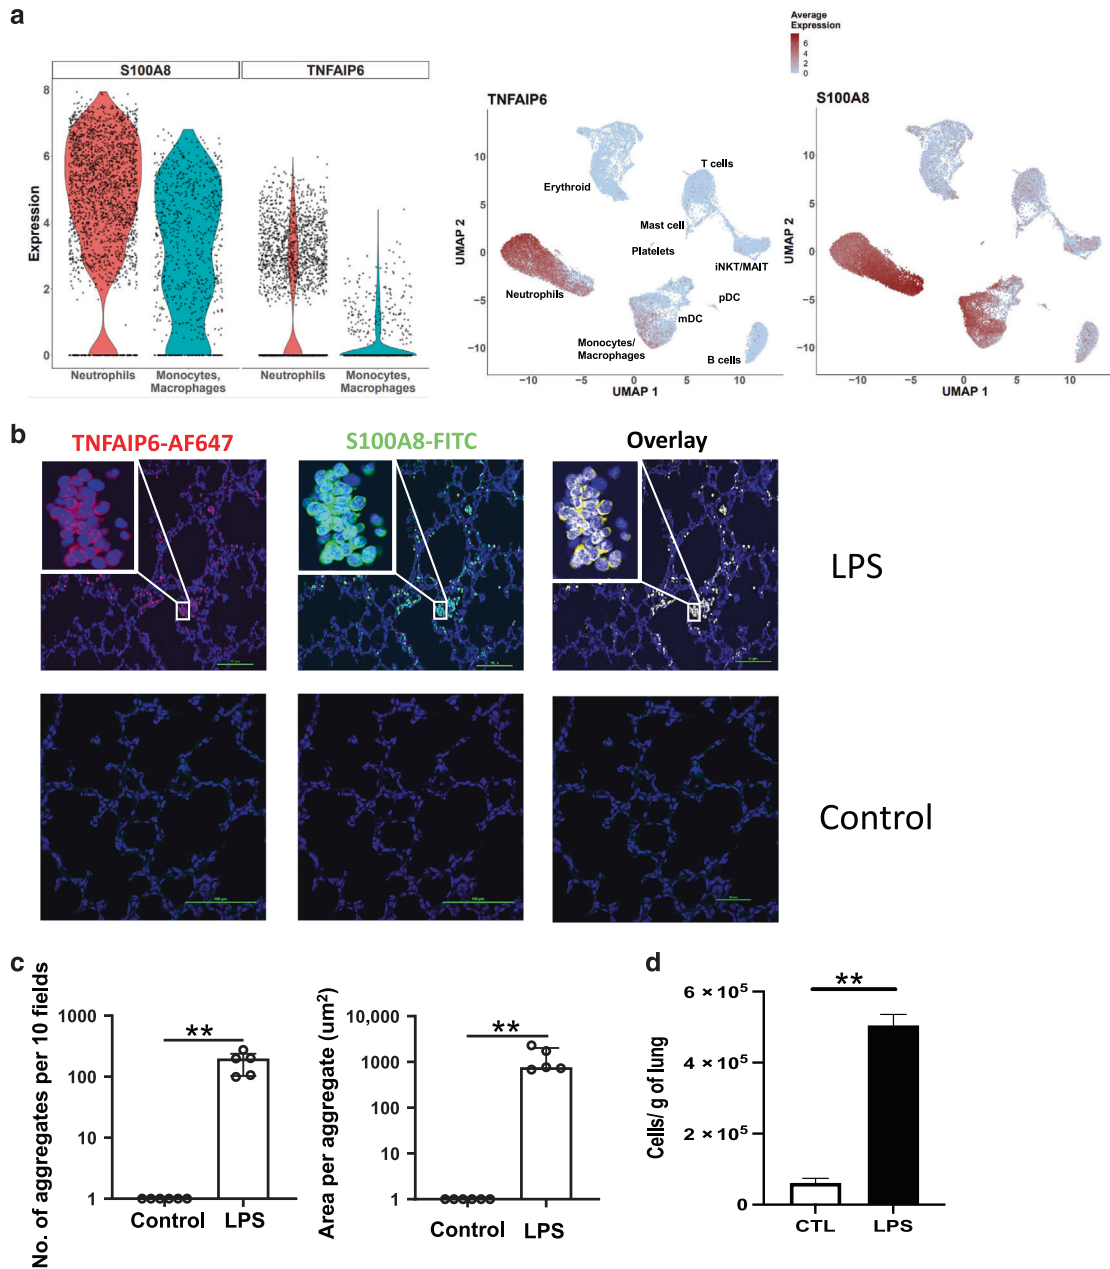 a
Average
Expression
6
4
2
0
S100A8
TNFAIP6
Expression
8
6
4
2
0
Neutrophils
Monocytes,
Macrophages
Neutrophils
Monocytes,
Macrophages
TNFAIP6
UMAP 2
10
5
0
−5
−10
Erythroid
T cells
Mast cell
Platelets
iNKT/MAIT
Neutrophils
pDC
mDC
Monocytes/
Macrophages
B cells
−10
−5
0
5
10
UMAP 1
S100A8
UMAP 2
10
5
0
−5
−10
−10
−5
0
5
10
UMAP 1
b
TNFAIP6-AF647
S100A8-FITC
Overlay
LPS
Control
100 μm
100 μm
c
No. of aggregates per 10 fields
1000
100
10
1
**
Control
LPS
Area per aggregate (um²)
10,000
1000
100
10
1
**
Control
LPS
d
Cells/ g of lung
6 × 10⁵
4 × 10⁵
2 × 10⁵
0
**
CTL
LPS